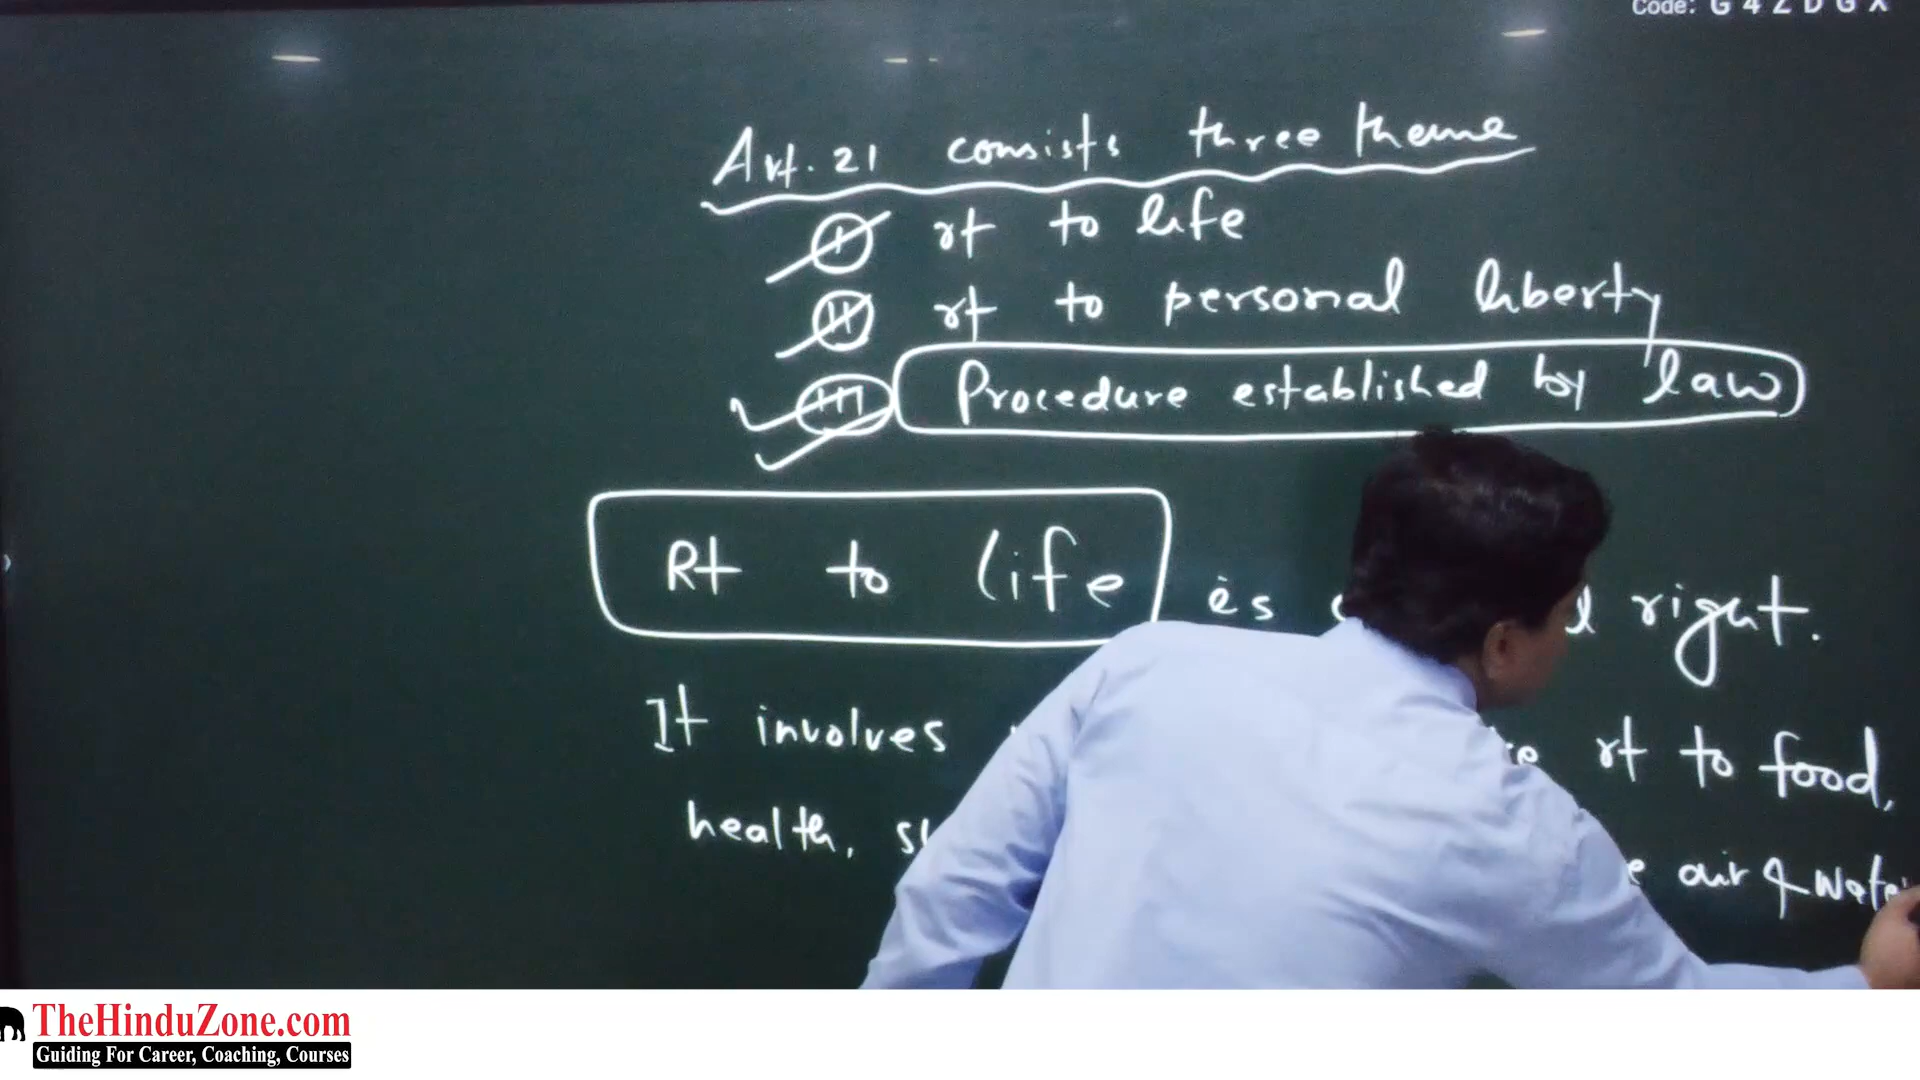 Code: G4ZDGX
Art. 21 consists three theme
I rt to life
II rt to personal liberty
III Procedure established by law
Rt to life is right.
It involves rt to food,
health, air & water
TheHinduZone.com
Guiding For Career, Coaching, Courses